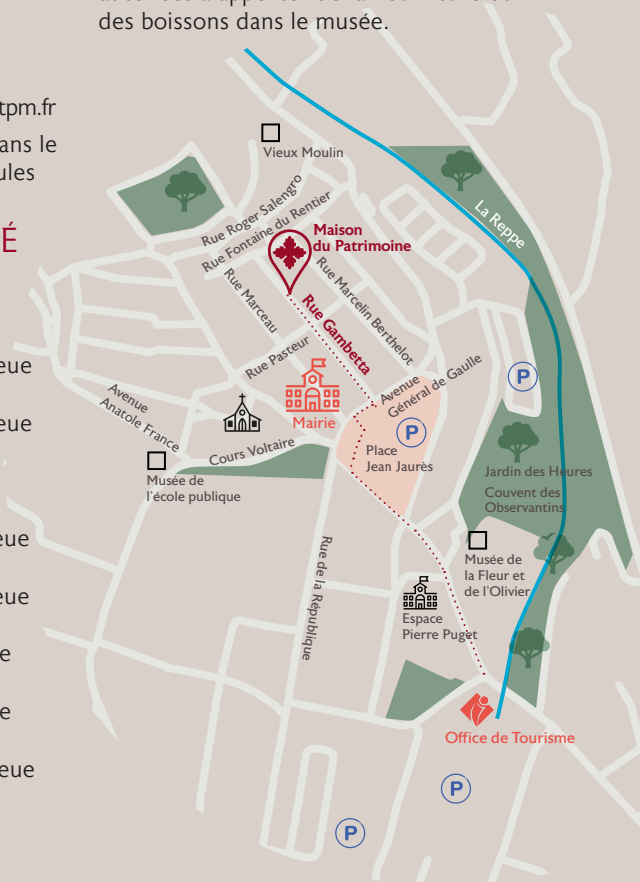 des boissons dans le musée.
tpm.fr
ans le
ules
É
eue
eue
eue
eue
e
e
eue
Vieux Moulin
La Reppe
Rue Roger Salengro
Rue Fontaine du Rentier
Maison
du Patrimoine
Rue Marceau
Rue Marcelin Berthelot
Rue Gambetta
Rue Pasteur
Avenue
Général de Gaulle
P
Avenue
Anatole France
Mairie
P
Cours Voltaire
Place
Jean Jaurès
Musée de
l'école publique
Jardin des Heures
Couvent des
Observantins
Rue de la République
Musée de
la Fleur et
de l'Olivier
Espace
Pierre Puget
Office de Tourisme
P
P